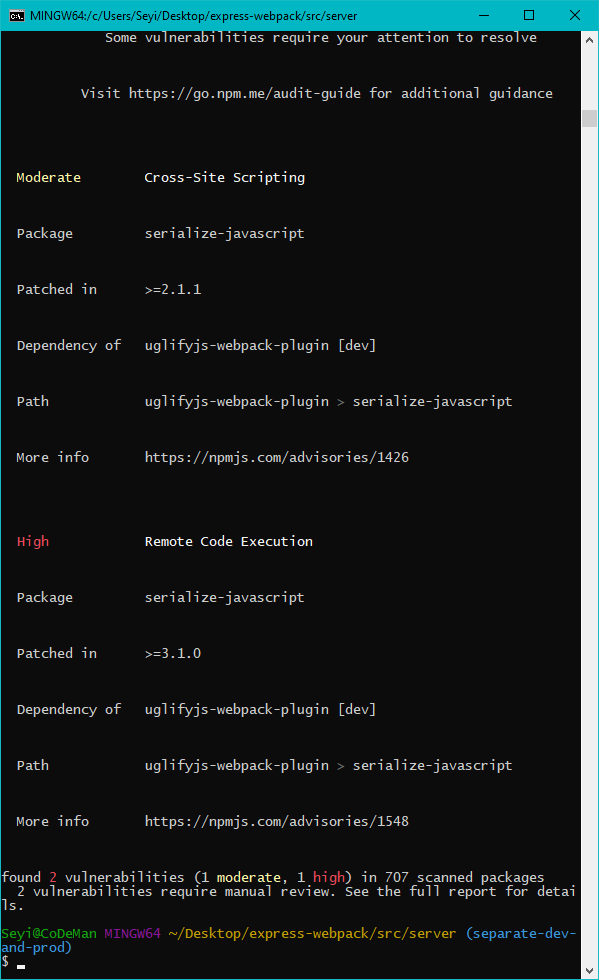 MINGW64:/c/Users/Seyi/Desktop/express-webpack/src/server
Some vulnerabilities require your attention to resolve
Visit https://go.npm.me/audit-guide for additional guidance
Moderate Cross-Site Scripting
Package serialize-javascript
Patched in >=2.1.1
Dependency of uglifyjs-webpack-plugin [dev]
Path uglifyjs-webpack-plugin > serialize-javascript
More info https://npmjs.com/advisories/1426
High Remote Code Execution
Package serialize-javascript
Patched in >=3.1.0
Dependency of uglifyjs-webpack-plugin [dev]
Path uglifyjs-webpack-plugin > serialize-javascript
More info https://npmjs.com/advisories/1548
found 2 vulnerabilities (1 moderate, 1 high) in 707 scanned packages
2 vulnerabilities require manual review. See the full report for detai
ls.
Seyi@CoDeMan MINGW64 ~/Desktop/express-webpack/src/server (separate-dev-
and-prod)
$